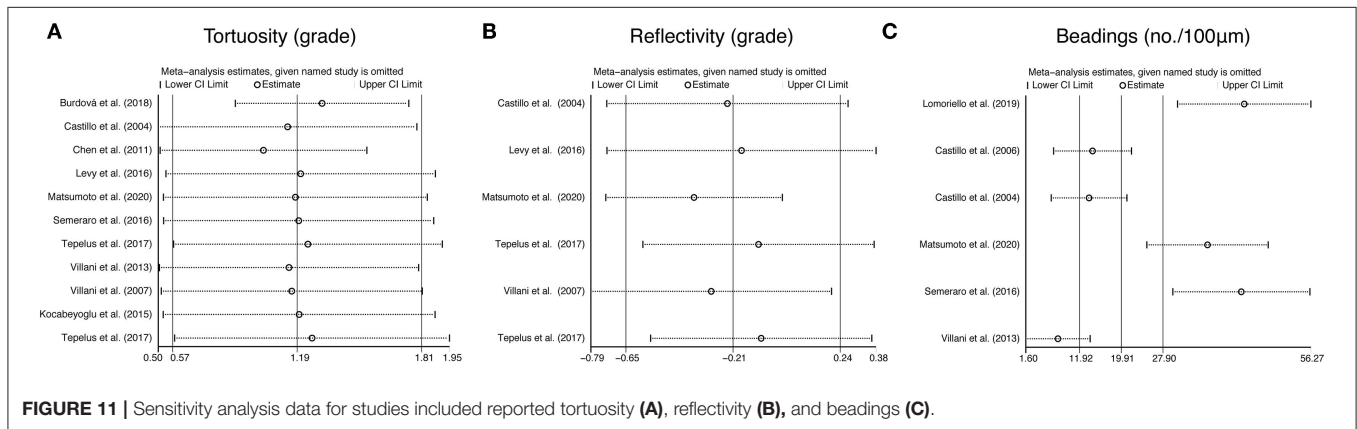 A
Tortuosity (grade)
Meta−analysis estimates, given named study is omitted
Lower CI Limit Estimate Upper CI Limit
Burdová et al. (2018)
Castillo et al. (2004)
Chen et al. (2011)
Levy et al. (2016)
Matsumoto et al. (2020)
Semeraro et al. (2016)
Tepelus et al. (2017)
Villani et al. (2013)
Villani et al. (2007)
Kocabeyoglu et al. (2015)
Tepelus et al. (2017)
0.50 0.57 1.19 1.81 1.95
B
Reflectivity (grade)
Meta−analysis estimates, given named study is omitted
Lower CI Limit Estimate Upper CI Limit
Castillo et al. (2004)
Levy et al. (2016)
Matsumoto et al. (2020)
Tepelus et al. (2017)
Villani et al. (2007)
Tepelus et al. (2017)
−0.79 −0.65 −0.21 0.24 0.38
C
Beadings (no./100μm)
Meta−analysis estimates, given named study is omitted
Lower CI Limit Estimate Upper CI Limit
Lomoriello et al. (2019)
Castillo et al. (2006)
Castillo et al. (2004)
Matsumoto et al. (2020)
Semeraro et al. (2016)
Villani et al. (2013)
1.60 11.92 19.91 27.90 56.27
FIGURE 11 | Sensitivity analysis data for studies included reported tortuosity (A), reflectivity (B), and beadings (C).